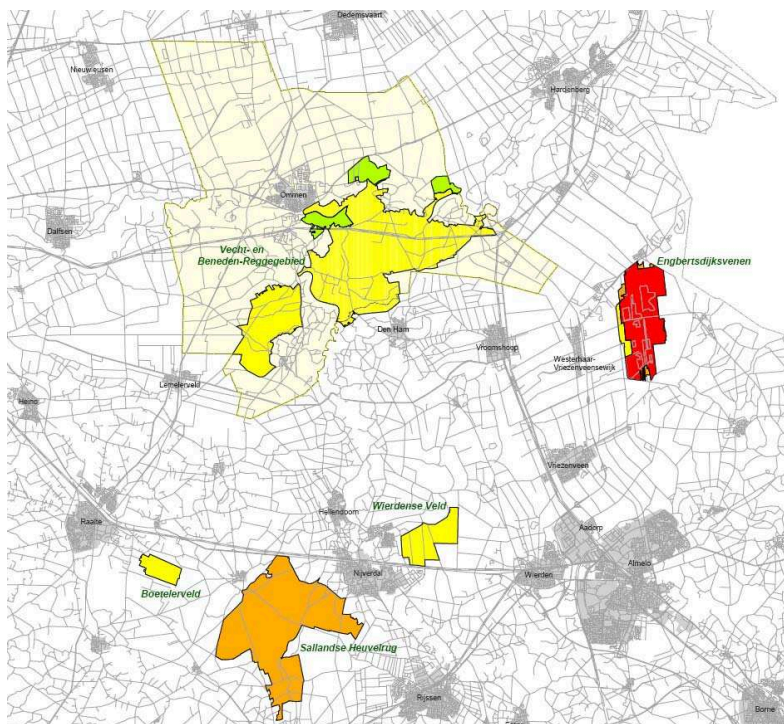 Dedemsvaart
Nieuwleusen
Hardenberg
Ommen
Dalfsen
Vecht- en
Beneden-Reggegebied
Engbertsdijksvenen
Den Ham
Vroomshoop
Westerhaar-
Vriezenveensewijk
Lemelerveld
Heino
Vriezenveen
Wierdense Veld
Hellendoorn
Raalte
Aadorp
Almelo
Nijverdal
Wierden
Boetelerveld
Sallandse Heuvelrug
Rijssen
Borne